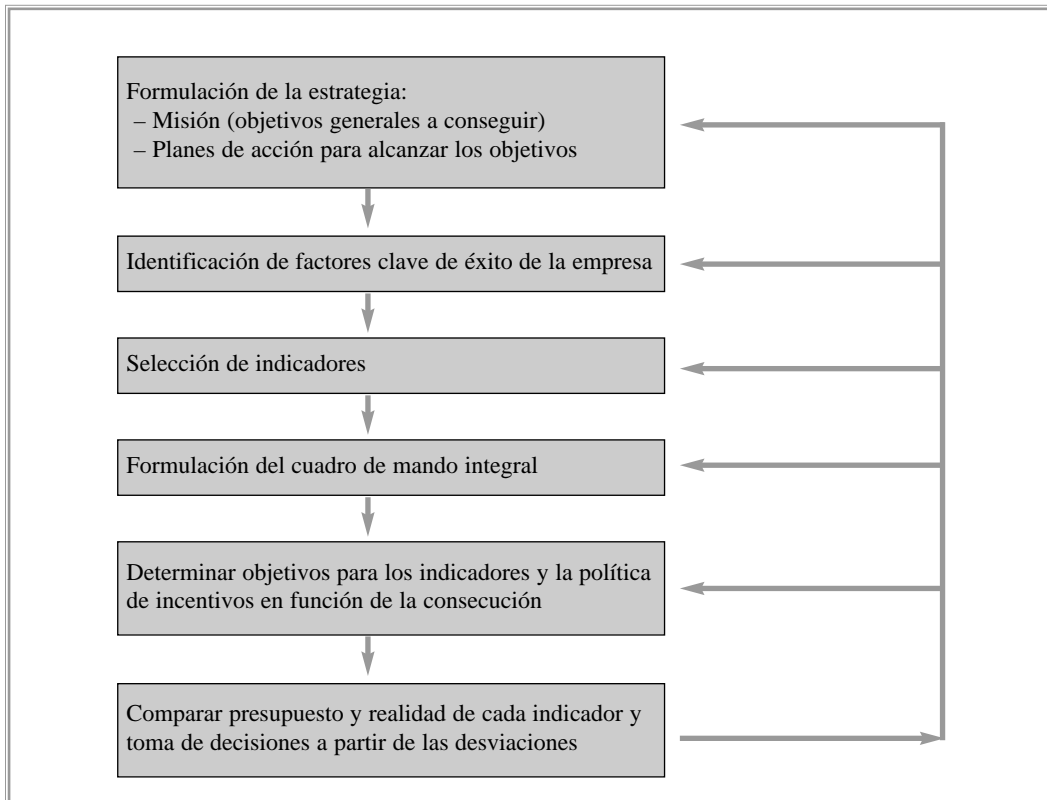 Formulación de la estrategia:
– Misión (objetivos generales a conseguir)
– Planes de acción para alcanzar los objetivos
Identificación de factores clave de éxito de la empresa
Selección de indicadores
Formulación del cuadro de mando integral
Determinar objetivos para los indicadores y la política
de incentivos en función de la consecución
Comparar presupuesto y realidad de cada indicador y
toma de decisiones a partir de las desviaciones